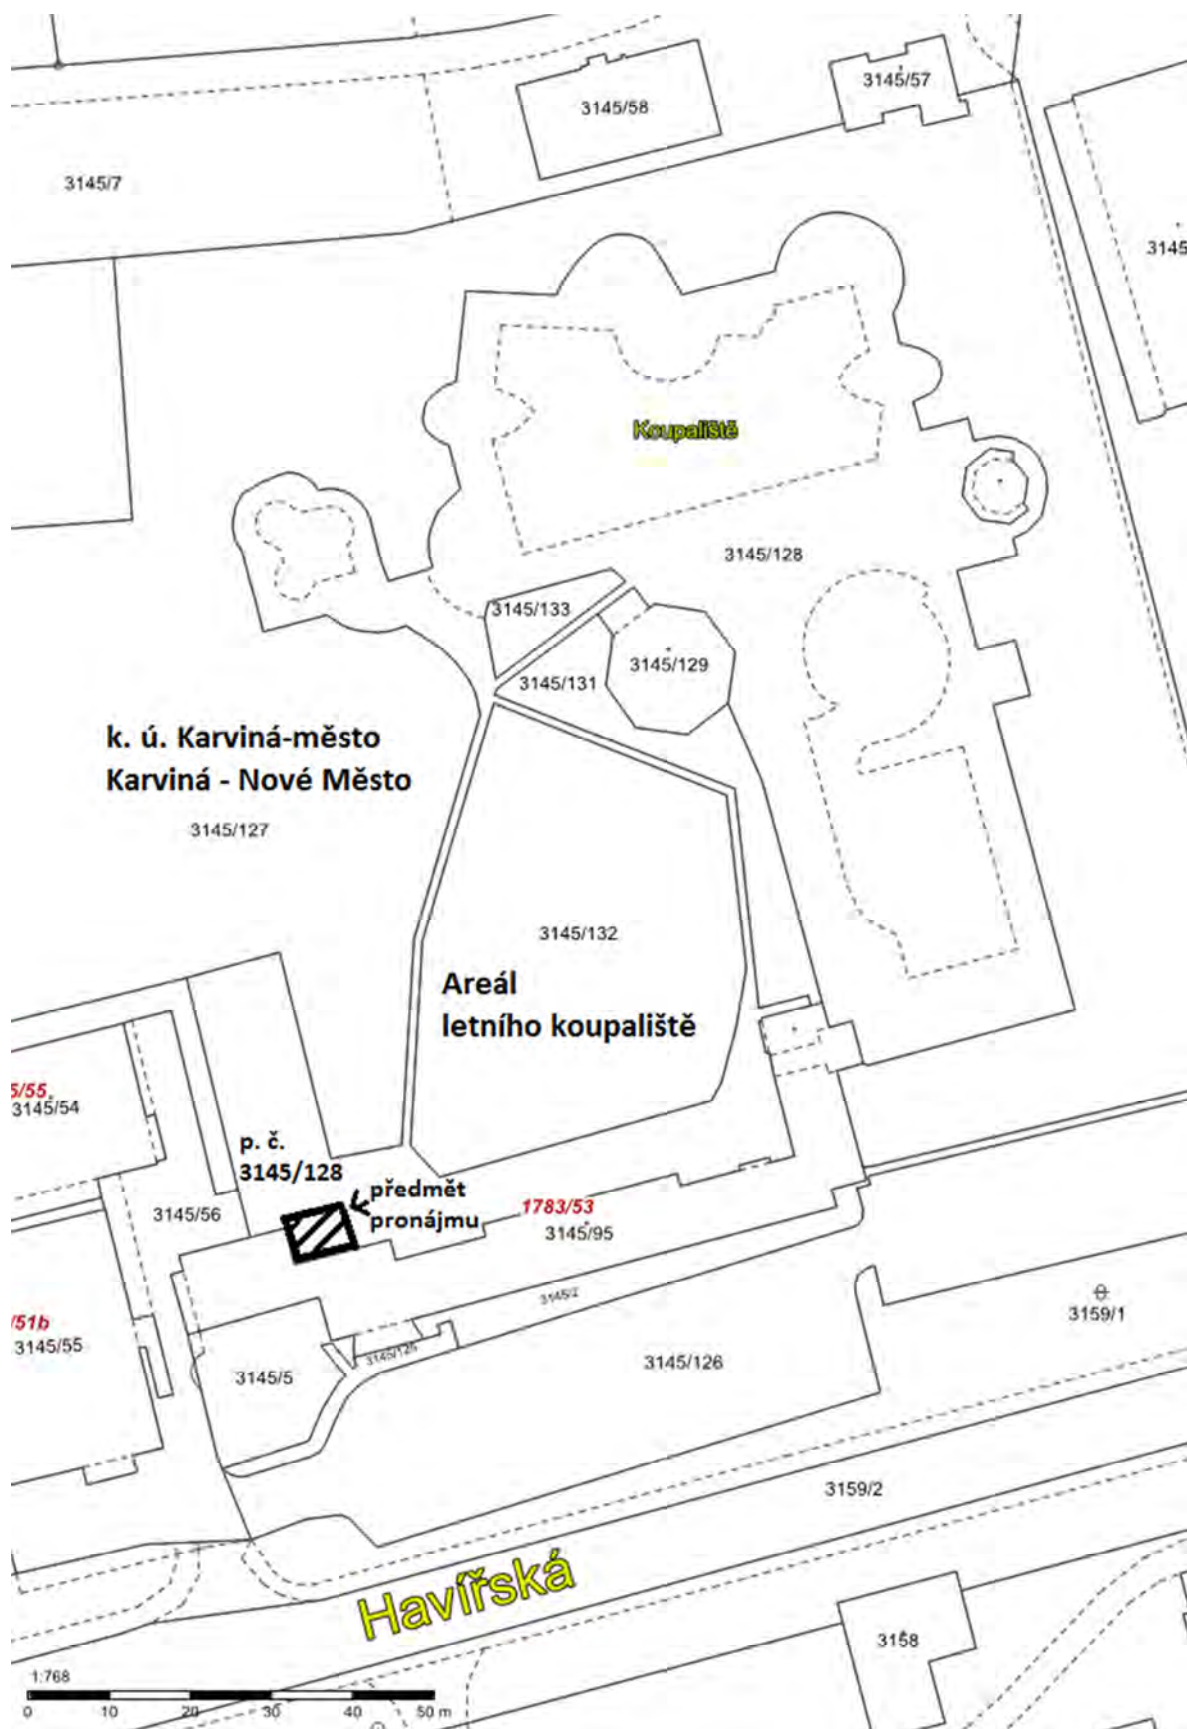 3145/57
3145/58
3145/7
3145
Koupaliště
3145/128
3145/133
3145/129
3145/131
k. ú. Karviná-město
Karviná - Nové Město
3145/127
3145/132
Areál
letního koupaliště
5/55
3145/54
p. č.
3145/128
předmět
pronájmu
1783/53
3145/56
3145/95
3145/2
3159/1
/51b
3145/55
3145/125
3145/126
3145/5
3159/2
Havířská
3158
1:768
0 10 20 30 40 50 m